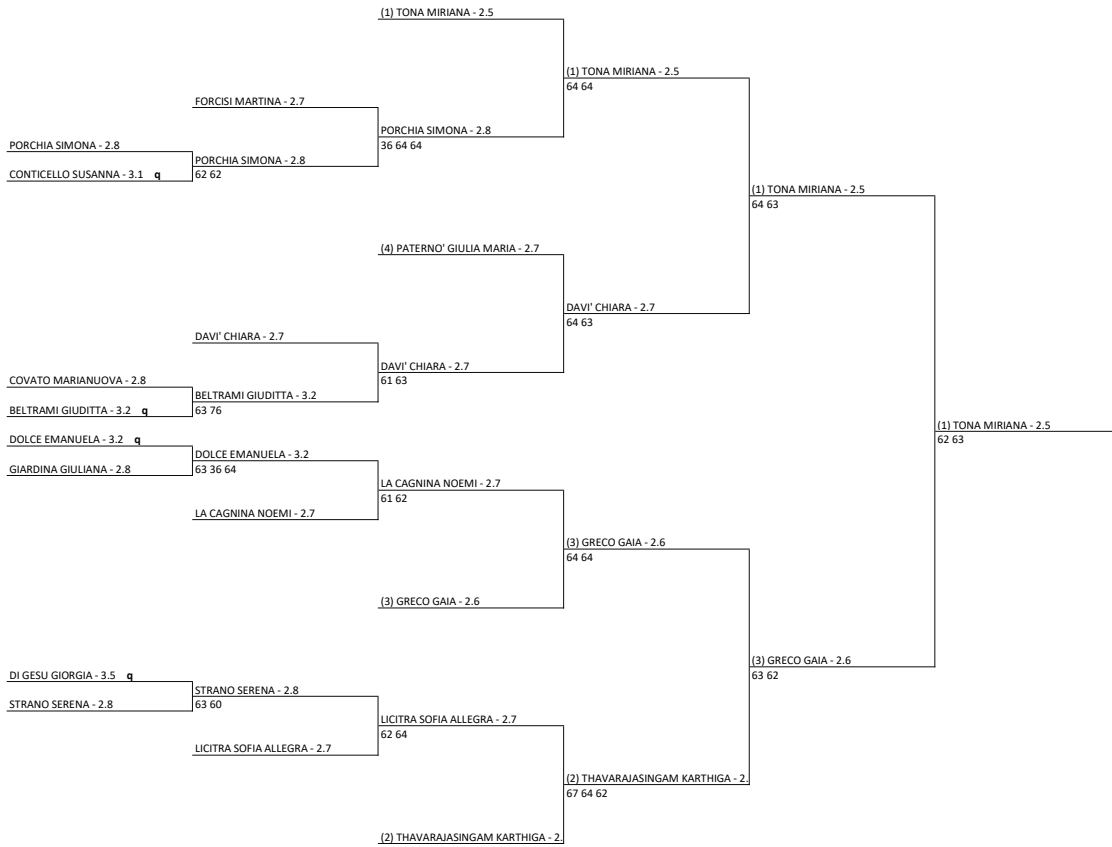 (1) TONA MIRIANA - 2.5
(1) TONA MIRIANA - 2.5
64 64
FORCISI MARTINA - 2.7
PORCHIA SIMONA - 2.8
36 64 64
PORCHIA SIMONA - 2.8
PORCHIA SIMONA - 2.8
62 62
CONTICELLO SUSANNA - 3.1 q
(1) TONA MIRIANA - 2.5
64 63
(4) PATERNO' GIULIA MARIA - 2.7
DAVI' CHIARA - 2.7
64 63
DAVI' CHIARA - 2.7
DAVI' CHIARA - 2.7
61 63
COVATO MARIANUOVA - 2.8
BELTRAMI GIUDITTA - 3.2
63 76
BELTRAMI GIUDITTA - 3.2 q
(1) TONA MIRIANA - 2.5
62 63
DOLCE EMANUELA - 3.2 q
DOLCE EMANUELA - 3.2
63 36 64
GIARDINA GIULIANA - 2.8
LA CAGNINA NOEMI - 2.7
61 62
LA CAGNINA NOEMI - 2.7
(3) GRECO GAIA - 2.6
64 64
(3) GRECO GAIA - 2.6
(3) GRECO GAIA - 2.6
63 62
DI GESU GIORGIA - 3.5 q
STRANO SERENA - 2.8
63 60
STRANO SERENA - 2.8
LICITRA SOFIA ALLEGRA - 2.7
62 64
LICITRA SOFIA ALLEGRA - 2.7
(2) THAVARAJASINGAM KARTHIGA - 2.
67 64 62
(2) THAVARAJASINGAM KARTHIGA - 2.